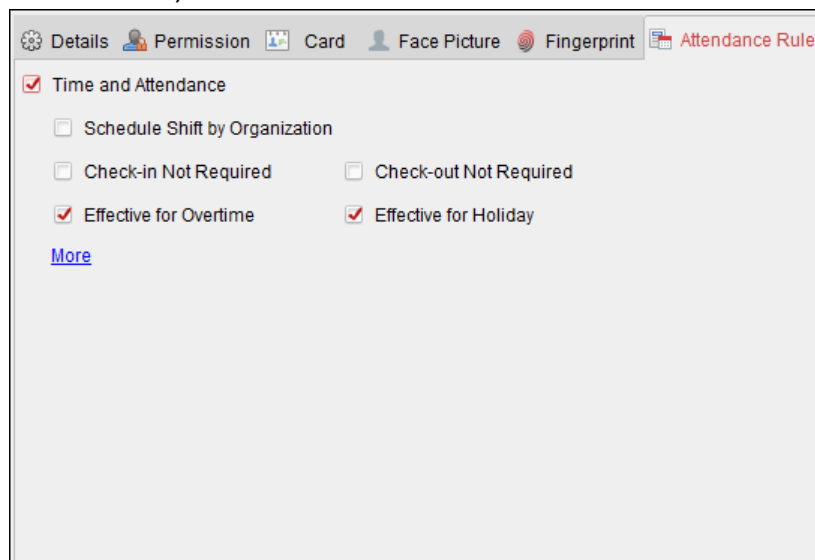 Details Permission Card Face Picture Fingerprint Attendance Rule
Time and Attendance
Schedule Shift by Organization
Check-in Not Required Check-out Not Required
Effective for Overtime Effective for Holiday
More